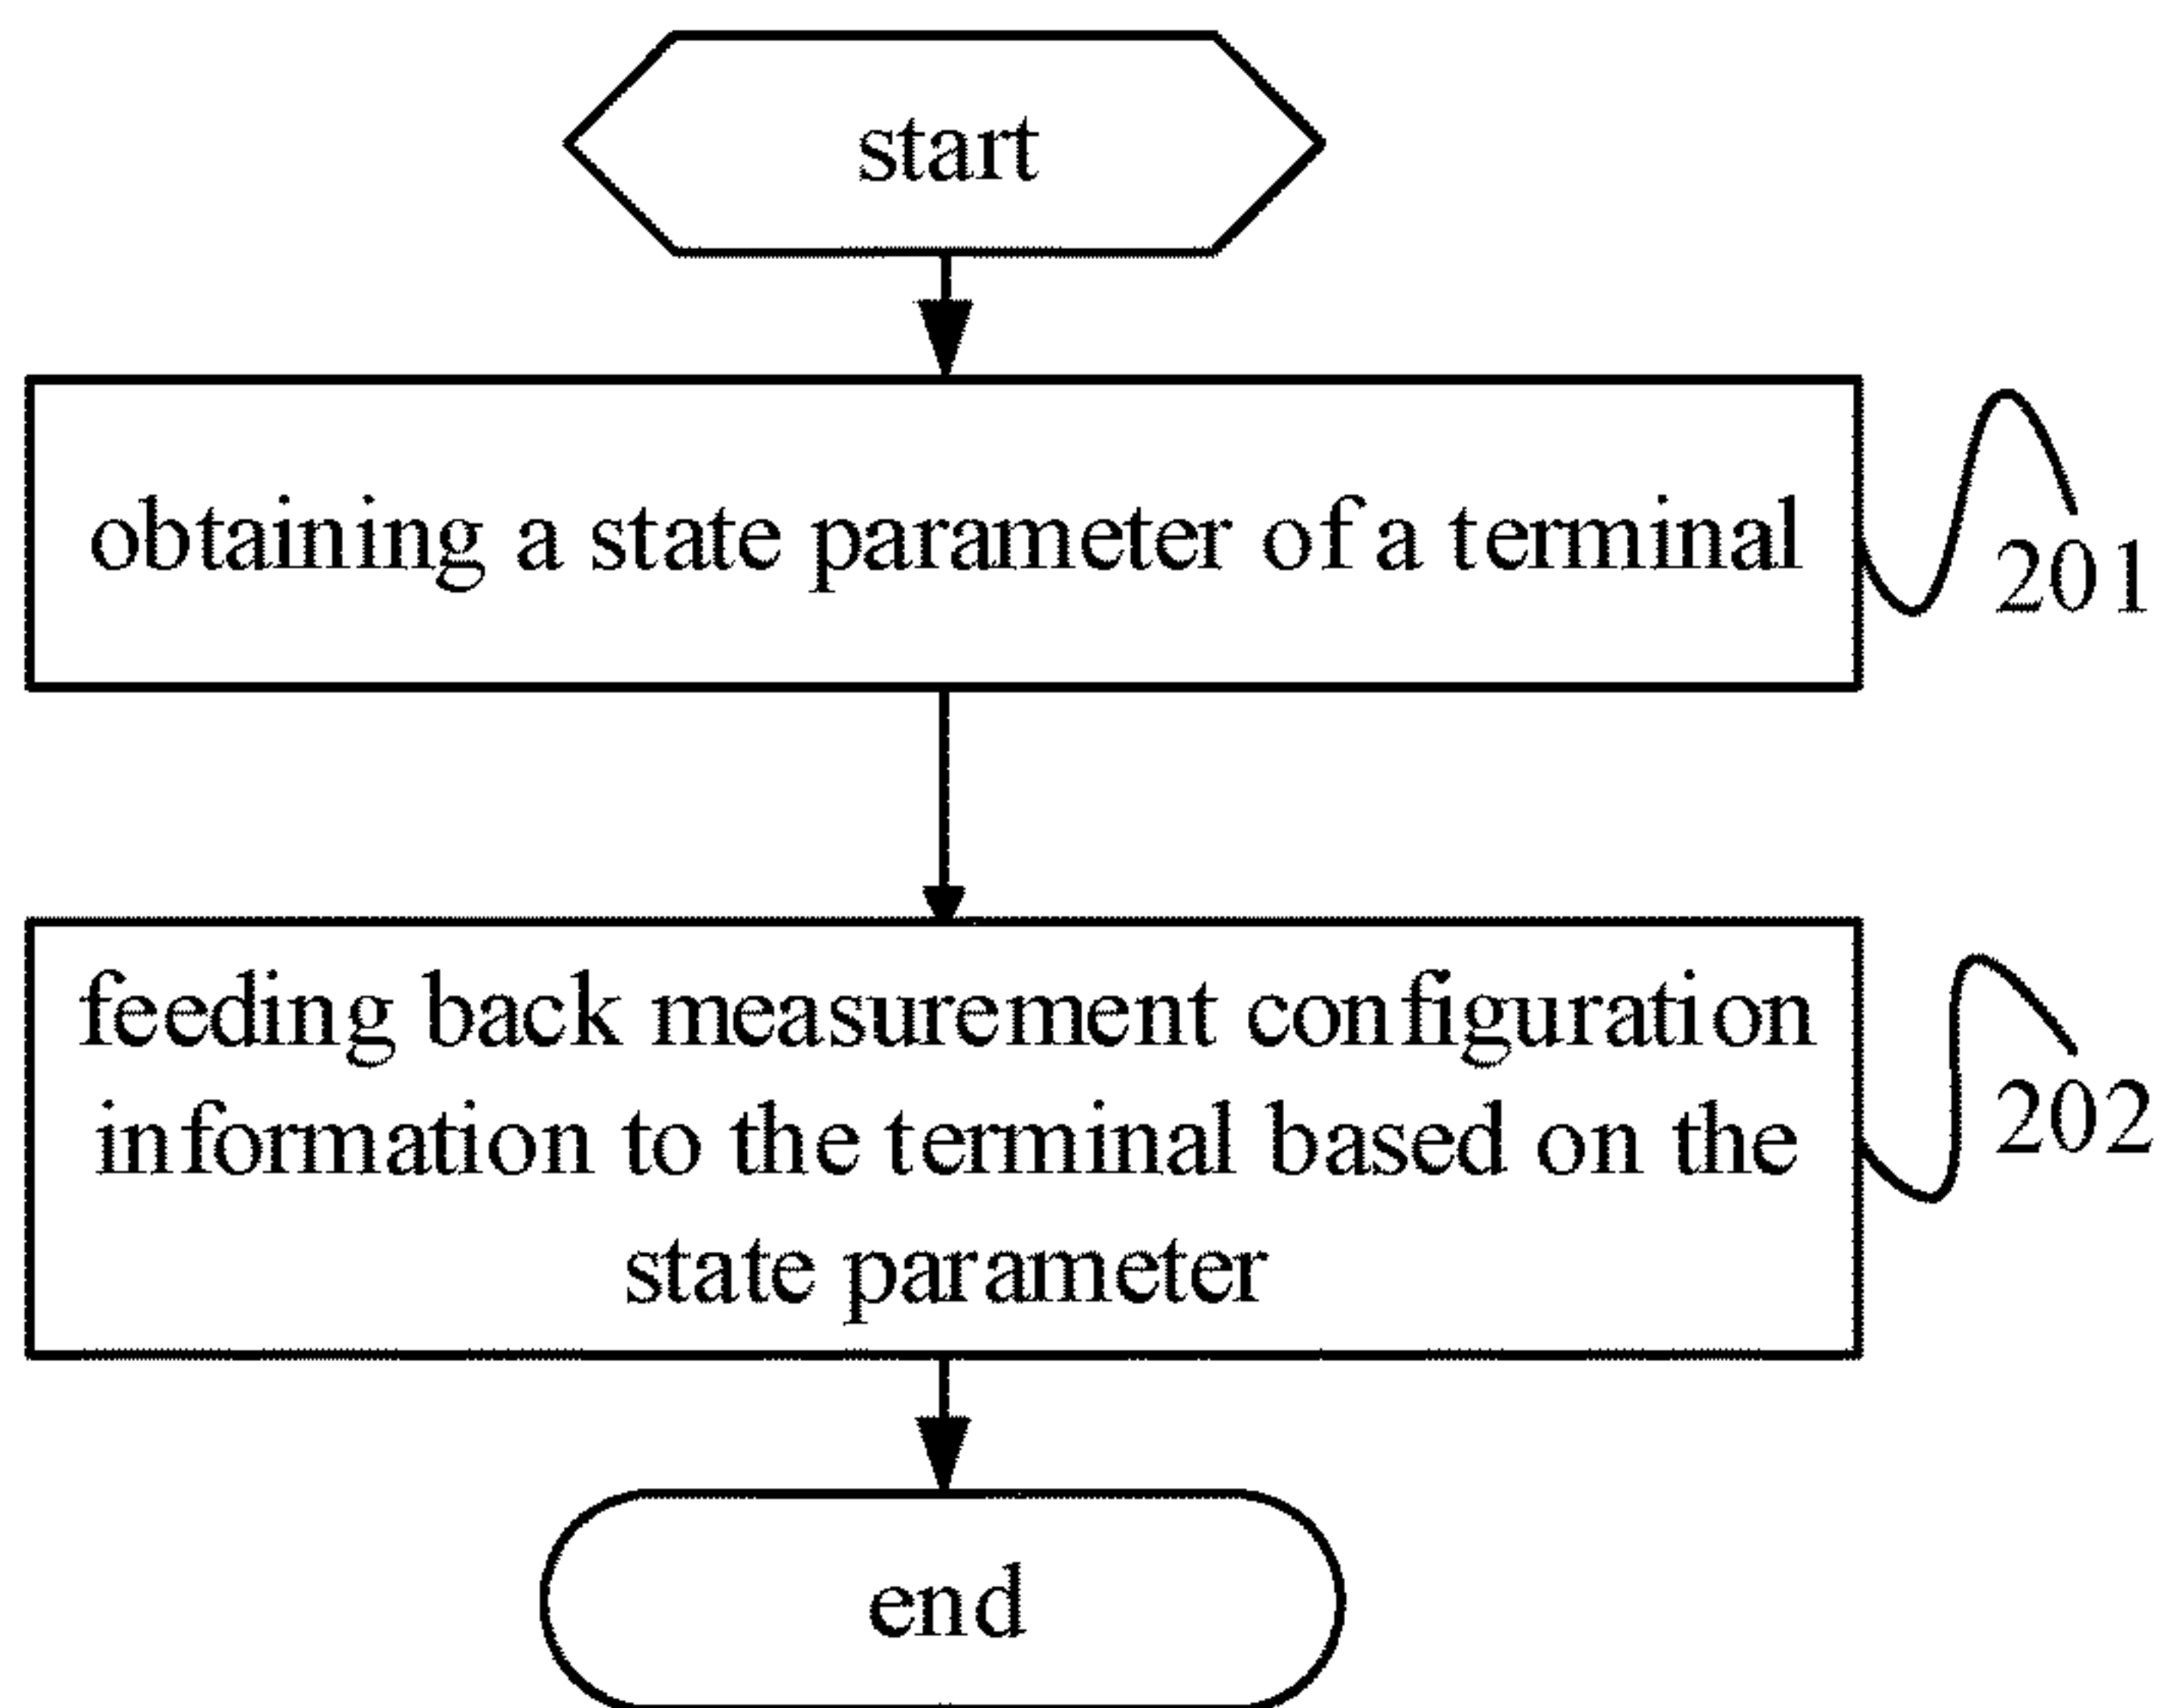 start
obtaining a state parameter of a terminal
201
feeding back measurement configuration
information to the terminal based on the
state parameter
202
end